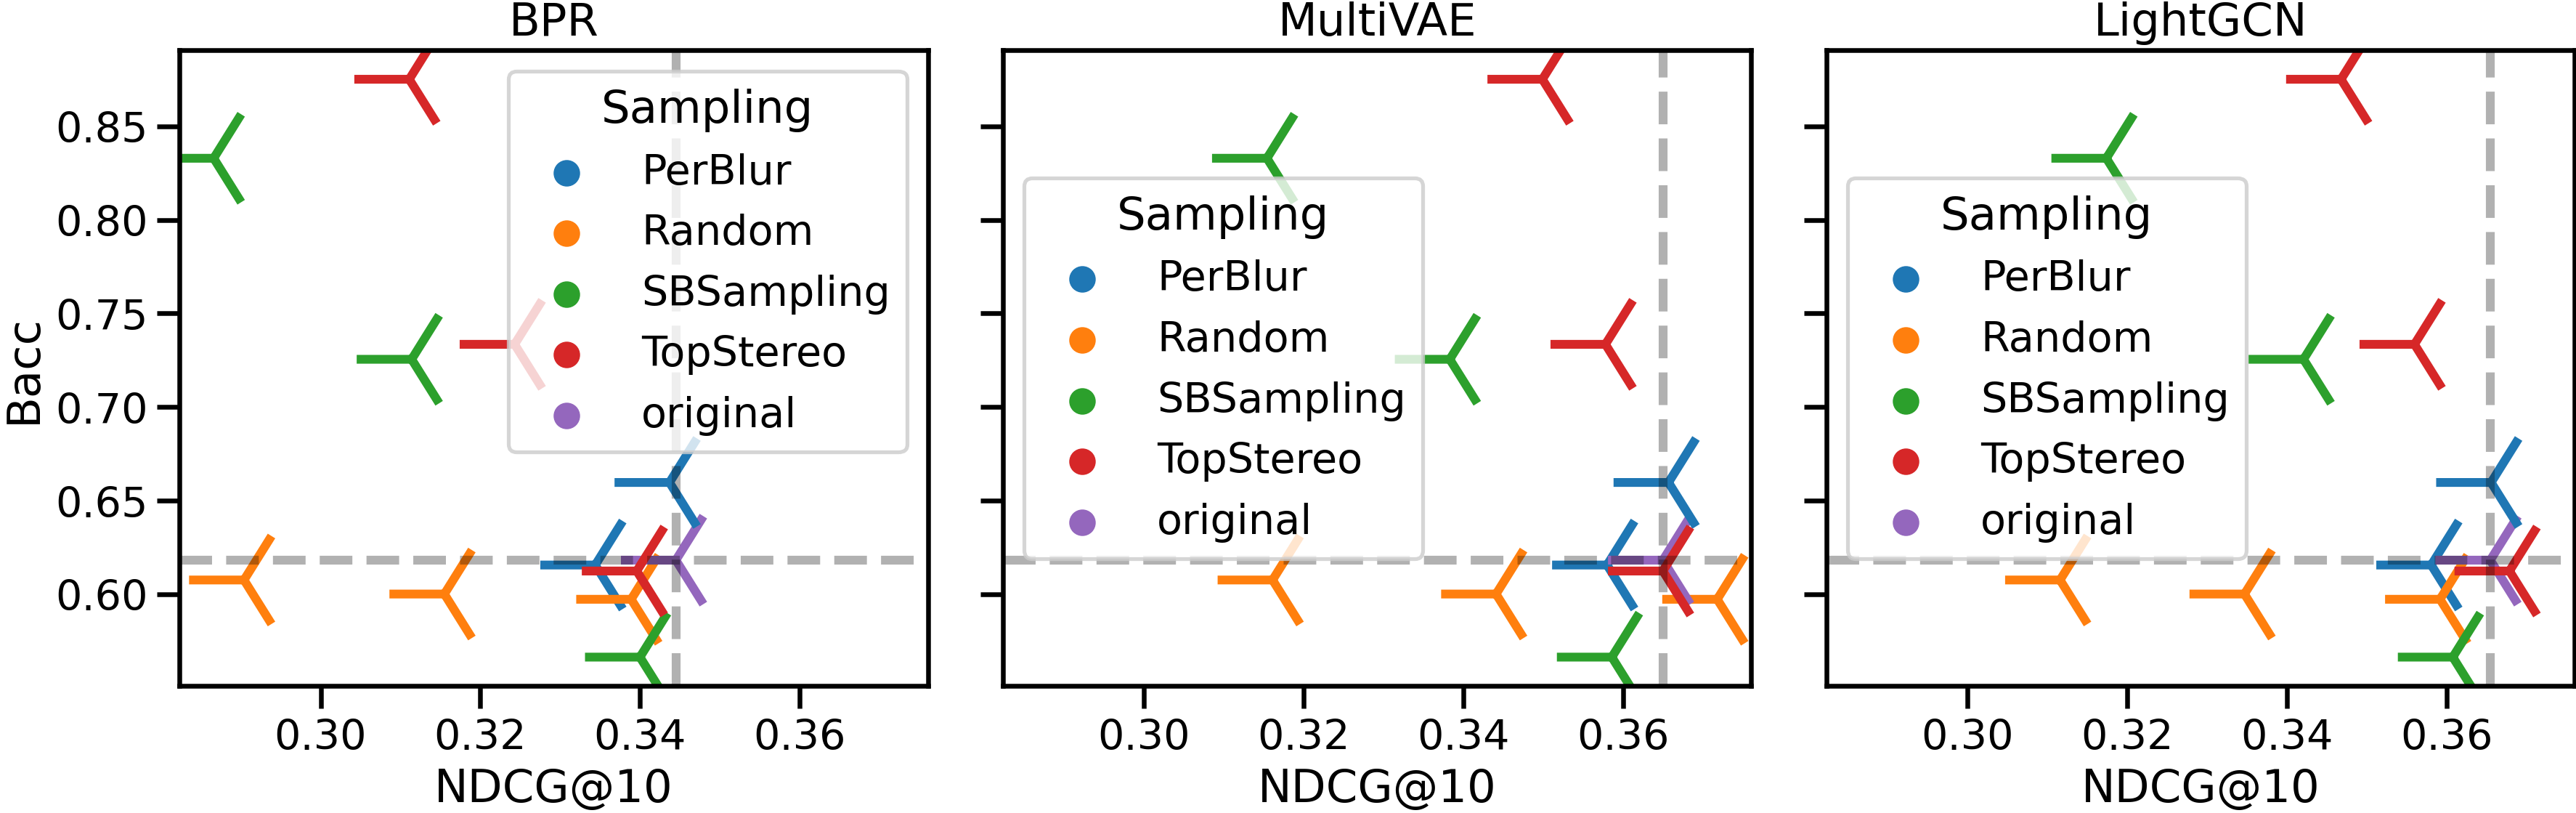 BPR
MultiVAE
LightGCN
Bacc
0.85
0.80
0.75
0.70
0.65
0.60
Sampling
PerBlur
Random
SBSampling
TopStereo
original
0.30 0.32 0.34 0.36
NDCG@10
Sampling
PerBlur
Random
SBSampling
TopStereo
original
0.30 0.32 0.34 0.36
NDCG@10
Sampling
PerBlur
Random
SBSampling
TopStereo
original
0.30 0.32 0.34 0.36
NDCG@10